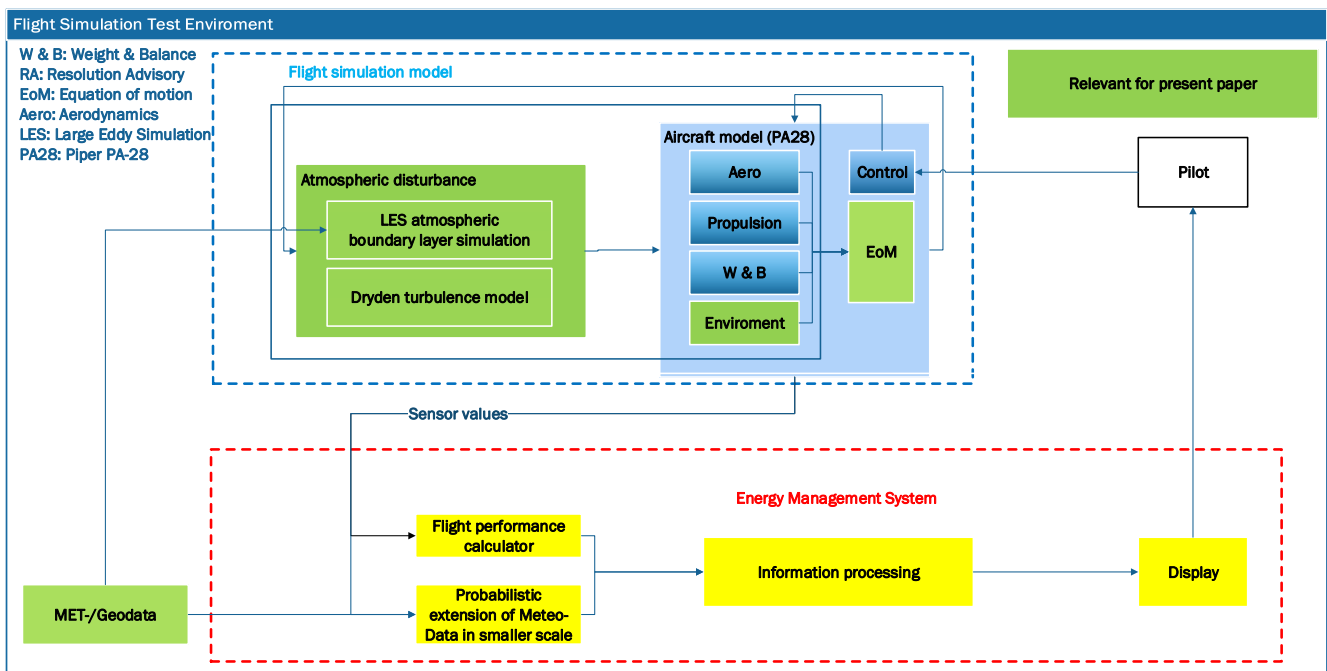 Flight Simulation Test Enviroment
W & B: Weight & Balance
RA: Resolution Advisory
EoM: Equation of motion
Aero: Aerodynamics
LES: Large Eddy Simulation
PA28: Piper PA-28
Flight simulation model
Relevant for present paper
Atmospheric disturbance
LES atmospheric
boundary layer simulation
Dryden turbulence model
Aircraft model (PA28)
Aero
Propulsion
W & B
Enviroment
Control
EoM
Pilot
Sensor values
Energy Management System
Flight performance
calculator
Probabilistic
extension of Meteo-
Data in smaller scale
Information processing
Display
MET-/Geodata